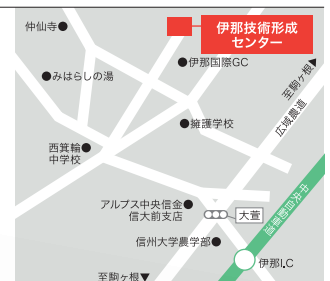 仲仙寺●
伊那技術形成
センター
●伊那国際GC
●みはらしの湯
至駒ヶ根▲
広域農道
●擁護学校
西箕輪●
中学校
アルプス中央信金●
信大前支店
大萱
中央自動車道
信州大学農学部●
伊那I.C
至駒ヶ根▼